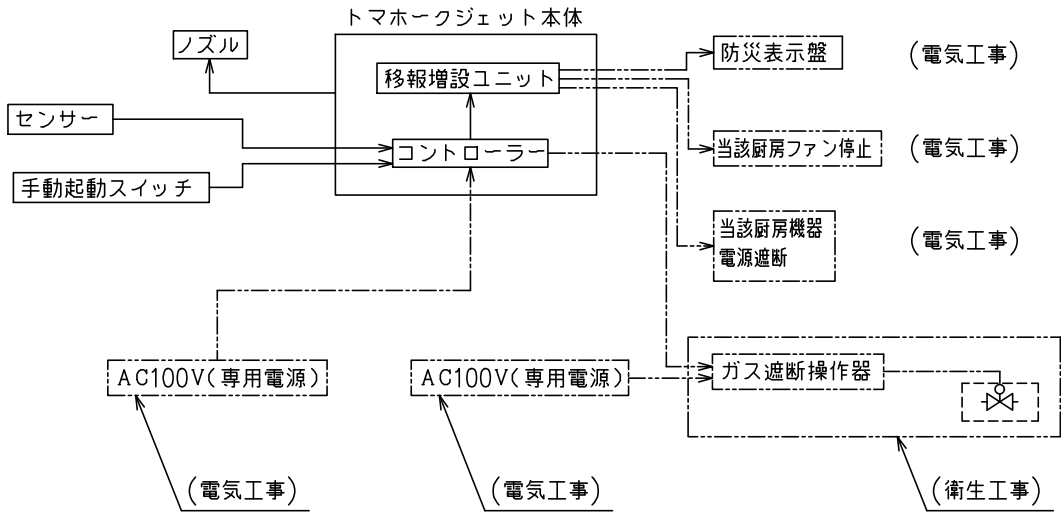 トマホークジェット本体
ノズル
移報増設ユニット
防災表示盤
(電気工事)
センサー
コントローラー
当該厨房ファン停止
(電気工事)
手動起動スイッチ
当該厨房機器
電源遮断
(電気工事)
AC100V(専用電源)
AC100V(専用電源)
ガス遮断操作器
(電気工事)
(電気工事)
(衛生工事)